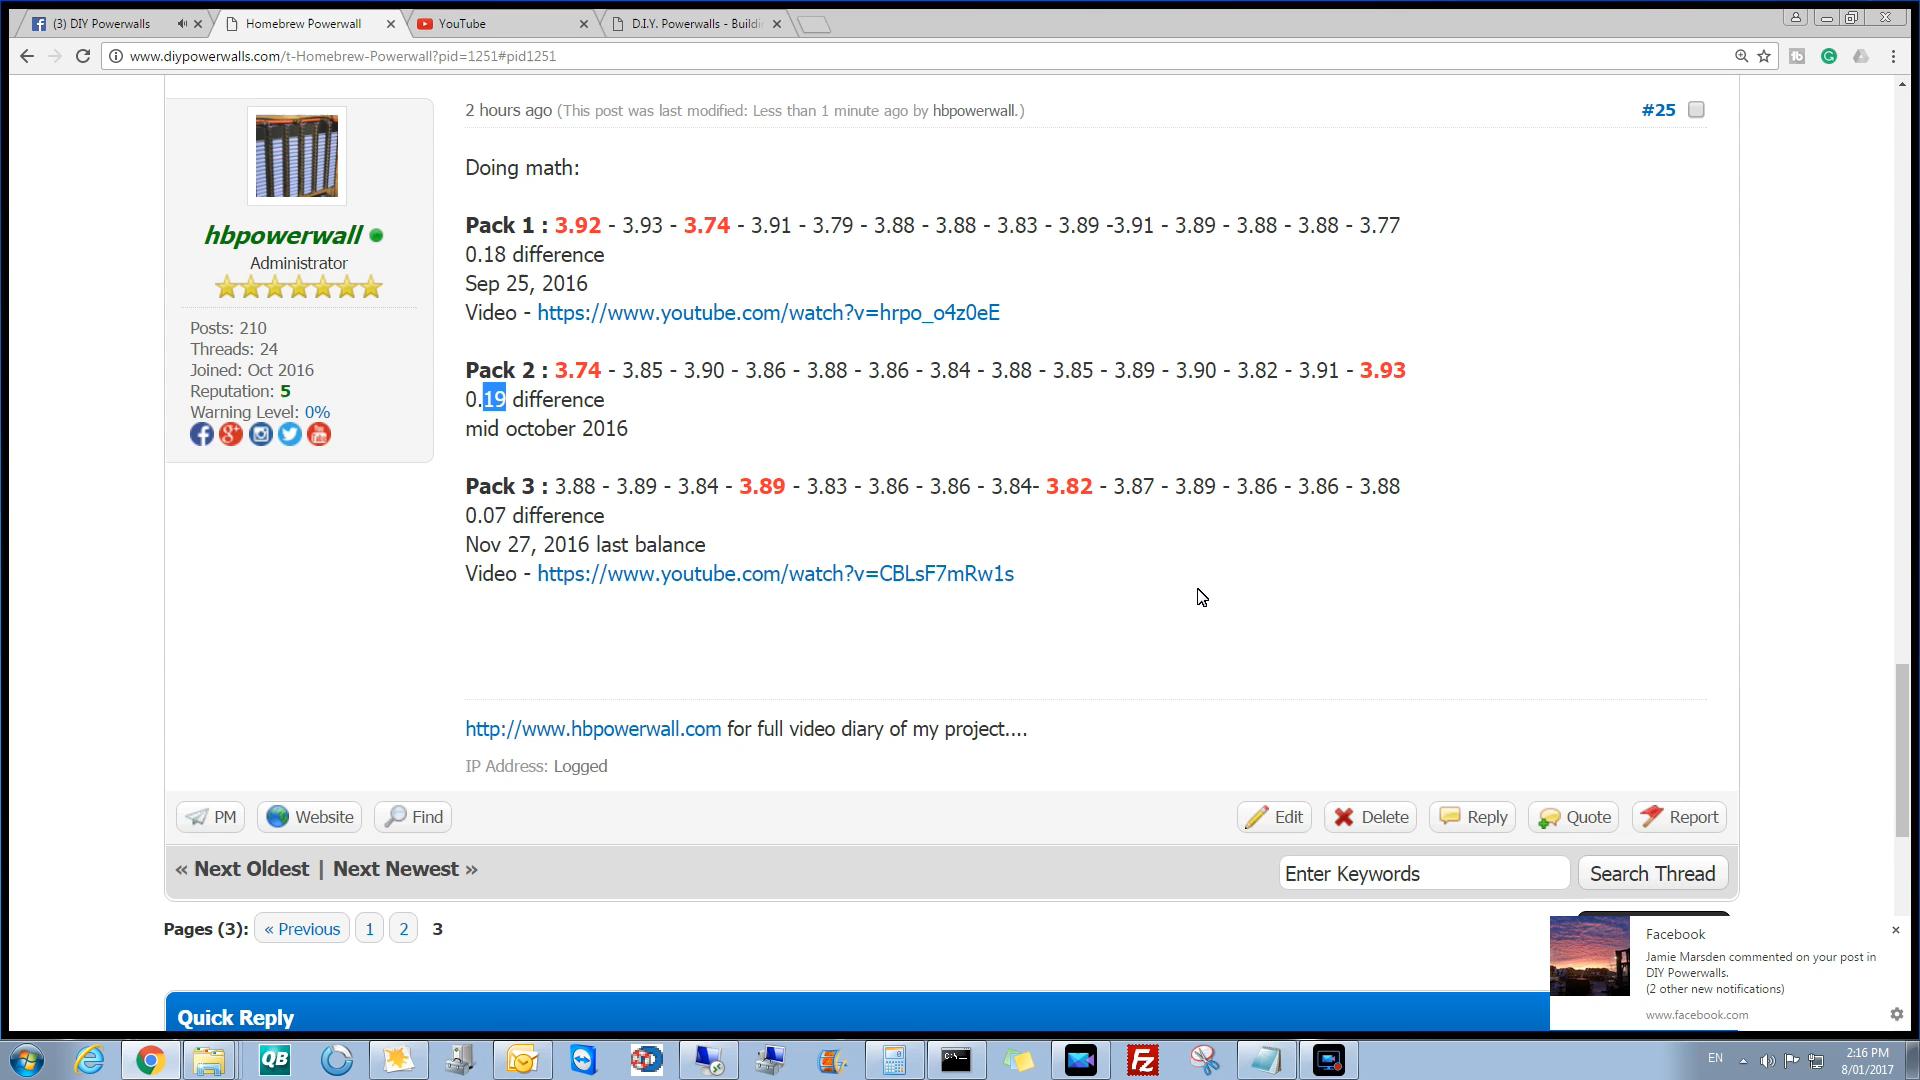 (3) DIY Powerwalls
Homebrew Powerwall
YouTube
D.I.Y. Powerwalls - Buildi
www.diypowerwalls.com/t-Homebrew-Powerwall?pid=1251#pid1251
2 hours ago (This post was last modified: Less than 1 minute ago by hbpowerwall.)
#25
Doing math:
hbpowerwall
Administrator
Posts: 210
Threads: 24
Joined: Oct 2016
Reputation: 5
Warning Level: 0%
Pack 1 : 3.92 - 3.93 - 3.74 - 3.91 - 3.79 - 3.88 - 3.88 - 3.83 - 3.89 -3.91 - 3.89 - 3.88 - 3.88 - 3.77
0.18 difference
Sep 25, 2016
Video - https://www.youtube.com/watch?v=hrpo_o4z0eE
Pack 2 : 3.74 - 3.85 - 3.90 - 3.86 - 3.88 - 3.86 - 3.84 - 3.88 - 3.85 - 3.89 - 3.90 - 3.82 - 3.91 - 3.93
0.19 difference
mid october 2016
Pack 3 : 3.88 - 3.89 - 3.84 - 3.89 - 3.83 - 3.86 - 3.86 - 3.84- 3.82 - 3.87 - 3.89 - 3.86 - 3.86 - 3.88
0.07 difference
Nov 27, 2016 last balance
Video - https://www.youtube.com/watch?v=CBLsF7mRw1s
http://www.hbpowerwall.com for full video diary of my project....
IP Address: Logged
PM
Website
Find
Edit
Delete
Reply
Quote
Report
« Next Oldest | Next Newest »
Enter Keywords
Search Thread
Pages (3): « Previous 1 2 3
Quick Reply
Facebook
Jamie Marsden commented on your post in
DIY Powerwalls.
(2 other new notifications)
www.facebook.com
QB
C:\
FZ
EN
2:16 PM
8/01/2017